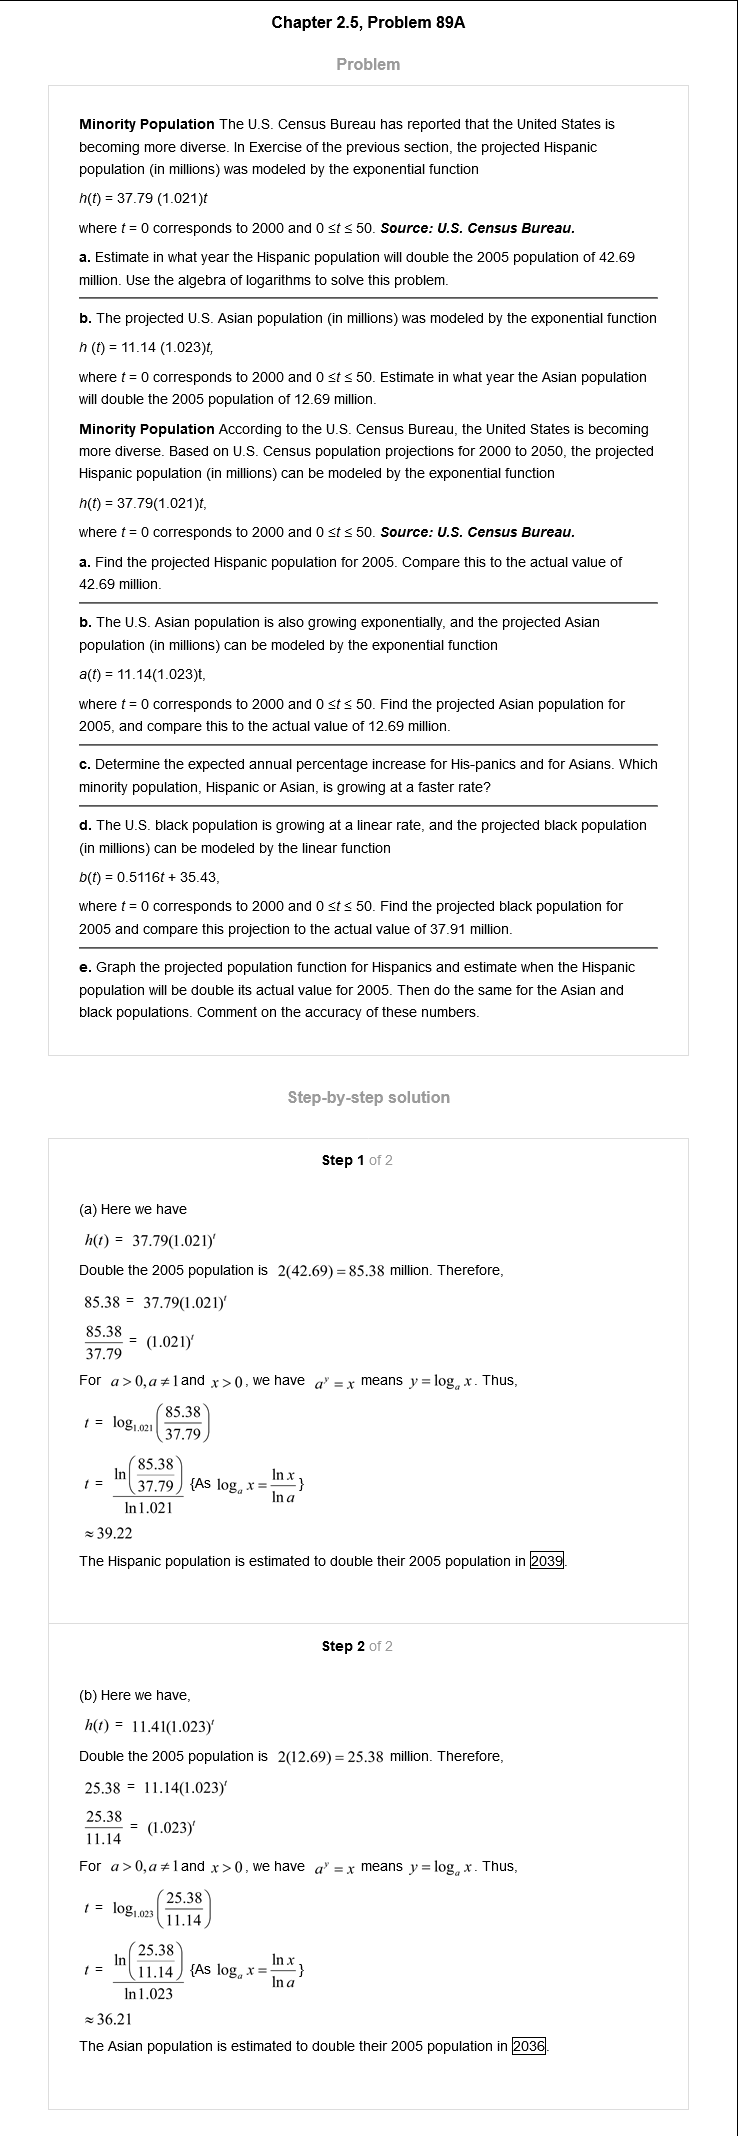 Chapter 2.5, Problem 89A
Problem
Minority Population The U.S. Census Bureau has reported that the United States is
becoming more diverse. In Exercise of the previous section, the projected Hispanic
population (in millions) was modeled by the exponential function
h(t) = 37.79 (1.021)t
where t = 0 corresponds to 2000 and 0 ≤t ≤ 50. Source: U.S. Census Bureau.
a. Estimate in what year the Hispanic population will double the 2005 population of 42.69
million. Use the algebra of logarithms to solve this problem.
b. The projected U.S. Asian population (in millions) was modeled by the exponential function
h (t) = 11.14 (1.023)t,
where t = 0 corresponds to 2000 and 0 ≤t ≤ 50. Estimate in what year the Asian population
will double the 2005 population of 12.69 million.
Minority Population According to the U.S. Census Bureau, the United States is becoming
more diverse. Based on U.S. Census population projections for 2000 to 2050, the projected
Hispanic population (in millions) can be modeled by the exponential function
h(t) = 37.79(1.021)t,
where t = 0 corresponds to 2000 and 0 ≤t ≤ 50. Source: U.S. Census Bureau.
a. Find the projected Hispanic population for 2005. Compare this to the actual value of
42.69 million.
b. The U.S. Asian population is also growing exponentially, and the projected Asian
population (in millions) can be modeled by the exponential function
a(t) = 11.14(1.023)t,
where t = 0 corresponds to 2000 and 0 ≤t ≤ 50. Find the projected Asian population for
2005, and compare this to the actual value of 12.69 million.
c. Determine the expected annual percentage increase for His-panics and for Asians. Which
minority population, Hispanic or Asian, is growing at a faster rate?
d. The U.S. black population is growing at a linear rate, and the projected black population
(in millions) can be modeled by the linear function
b(t) = 0.5116t + 35.43,
where t = 0 corresponds to 2000 and 0 ≤t ≤ 50. Find the projected black population for
2005 and compare this projection to the actual value of 37.91 million.
e. Graph the projected population function for Hispanics and estimate when the Hispanic
population will be double its actual value for 2005. Then do the same for the Asian and
black populations. Comment on the accuracy of these numbers.
Step-by-step solution
Step 1 of 2
(a) Here we have
h(t) = 37.79(1.021)^t
Double the 2005 population is 2(42.69) = 85.38 million. Therefore,
85.38 = 37.79(1.021)^t
85.38/37.79 = (1.021)^t
For a > 0, a ≠ 1 and x > 0, we have a^y = x means y = log_a x. Thus,
t = log_1.021 (85.38/37.79)
t = ln(85.38/37.79)/ln 1.021 {As log_a x = ln x/ln a}
≈ 39.22
The Hispanic population is estimated to double their 2005 population in 2039.
Step 2 of 2
(b) Here we have,
h(t) = 11.41(1.023)^t
Double the 2005 population is 2(12.69) = 25.38 million. Therefore,
25.38 = 11.14(1.023)^t
25.38/11.14 = (1.023)^t
For a > 0, a ≠ 1 and x > 0, we have a^y = x means y = log_a x. Thus,
t = log_1.023 (25.38/11.14)
t = ln(25.38/11.14)/ln 1.023 {As log_a x = ln x/ln a}
≈ 36.21
The Asian population is estimated to double their 2005 population in 2036.